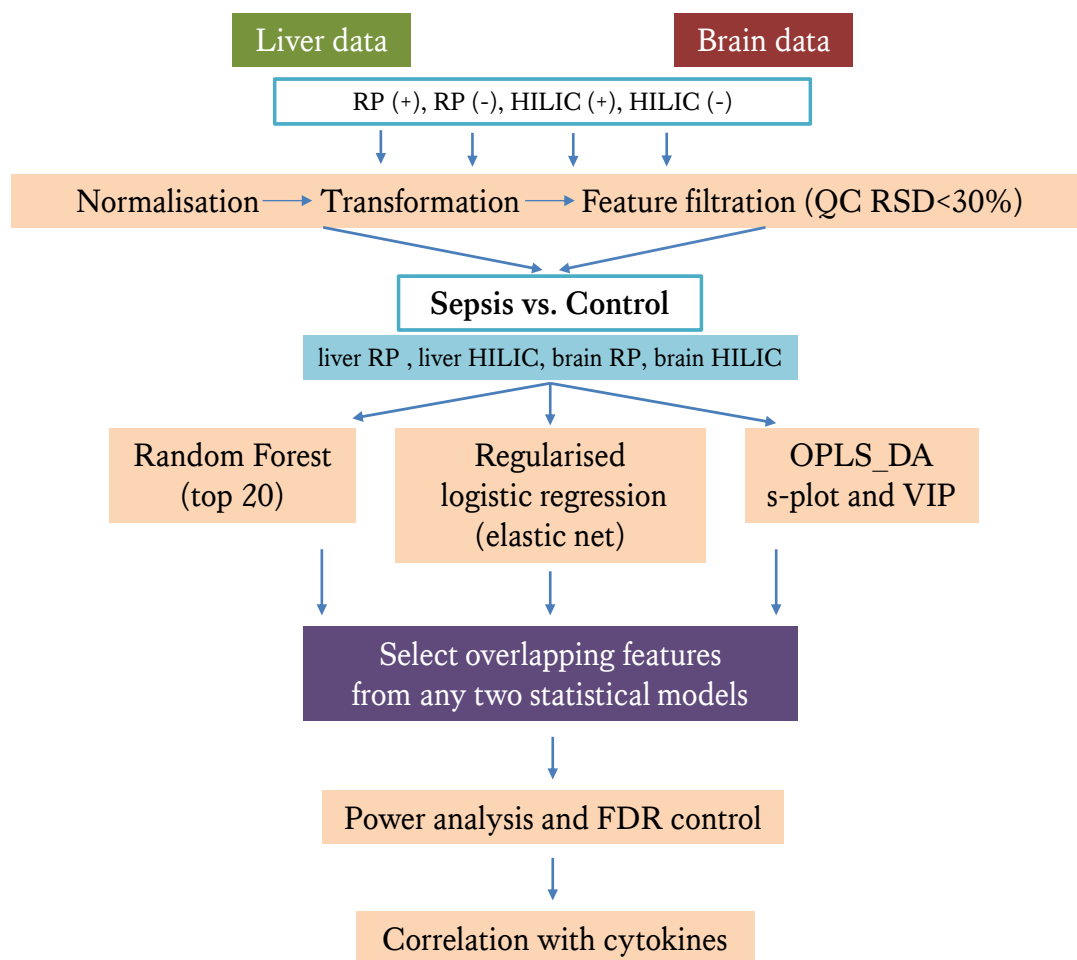 Liver data
Brain data
RP (+), RP (-), HILIC (+), HILIC (-)
Normalisation Transformation Feature filtration (QC RSD<30%)
Sepsis vs. Control
liver RP , liver HILIC, brain RP, brain HILIC
Random Forest
(top 20)
Regularised
logistic regression
(elastic net)
OPLS_DA
s-plot and VIP
Select overlapping features
from any two statistical models
Power analysis and FDR control
Correlation with cytokines